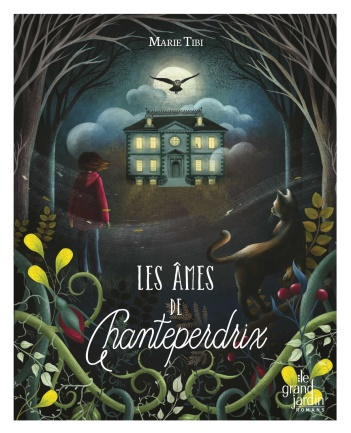 MARIE TIBI
LES ÂMES
DE
Chanteperdrix
le
grand
jardin
ROMANS